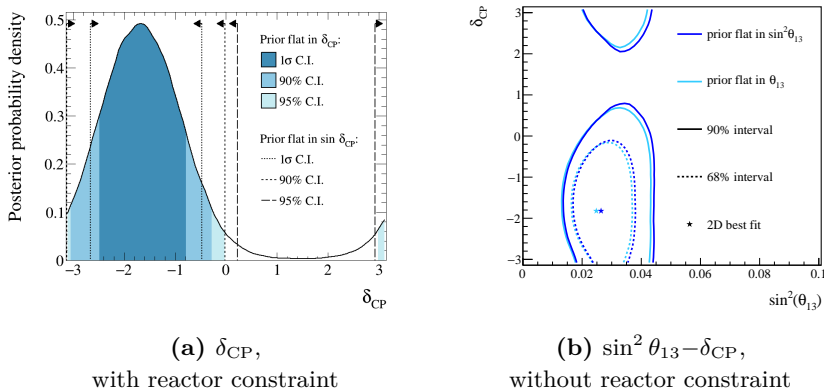 Posterior probability density
0.5
0.4
0.3
0.2
0.1
0
Prior flat in δCP:
1σ C.I.
90% C.I.
95% C.I.
Prior flat in sin δCP:
1σ C.I.
90% C.I.
95% C.I.
−3 −2 −1 0 1 2 3
δCP
δCP
3
2
1
0
−1
−2
−3
prior flat in sin²θ13
prior flat in θ13
90% interval
68% interval
2D best fit
0 0.02 0.04 0.06 0.08 0.1
sin²(θ13)
(a) δCP,
with reactor constraint
(b) sin² θ13−δCP,
without reactor constraint